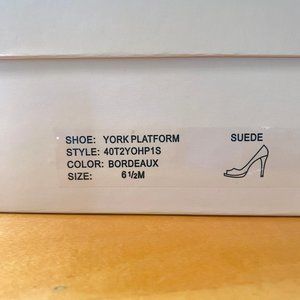 SHOE: YORK PLATFORM SUEDE
STYLE: 40T2YOHP1S
COLOR: BORDEAUX
SIZE: 6 1/2M